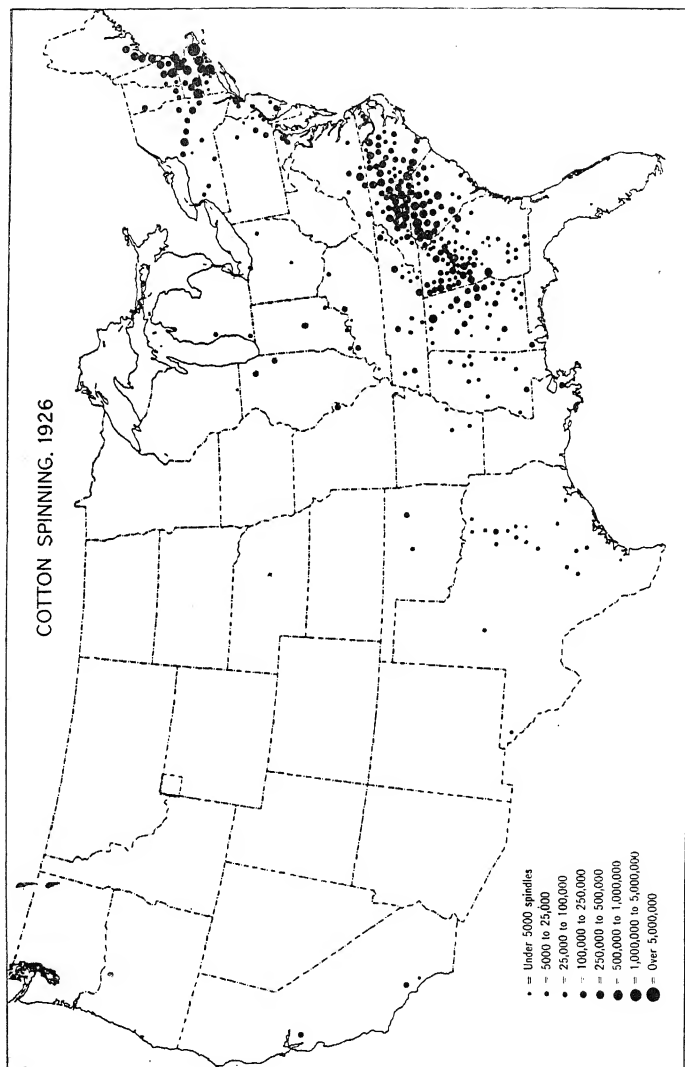 COTTON SPINNING, 1926
= Under 5000 spindles
= 5000 to 25,000
= 25,000 to 100,000
= 100,000 to 250,000
= 250,000 to 500,000
= 500,000 to 1,000,000
= 1,000,000 to 5,000,000
= Over 5,000,000